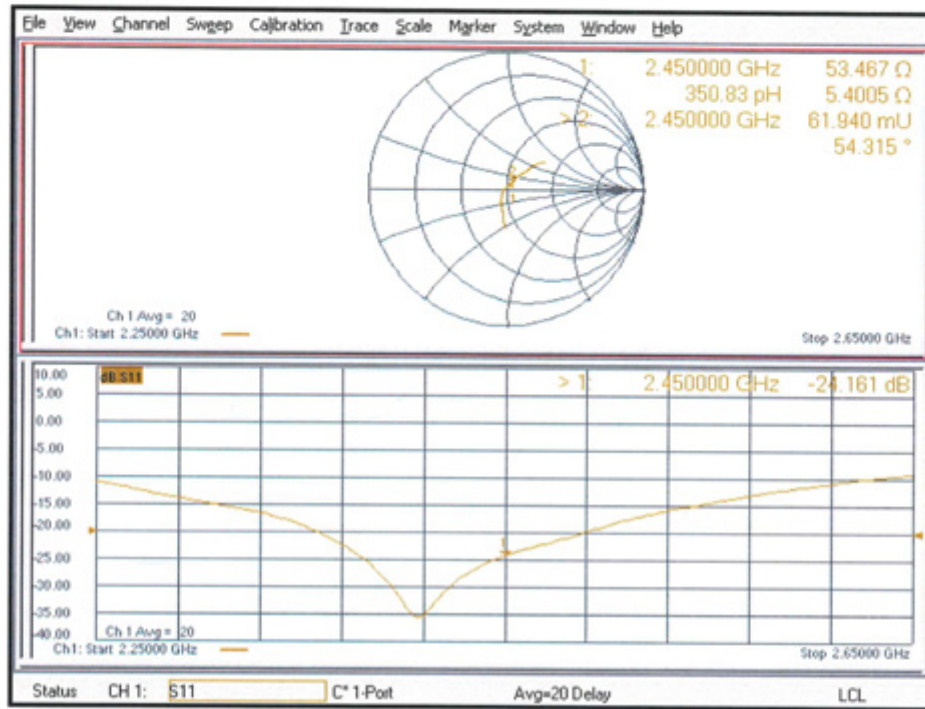 File View Channel Sweep Calibration Trace Scale Marker System Window Help
1: 2.450000 GHz 53.467 Ω
350.83 pH 5.4005 Ω
> 2: 2.450000 GHz 61.940 mU
54.315 °
Ch 1 Avg = 20
Ch1: Start 2.25000 GHz
Stop 2.65000 GHz
10.00
dB S11
> 1: 2.450000 GHz -24.161 dB
5.00
0.00
-5.00
-10.00
-15.00
-20.00
-25.00
-30.00
-35.00
-40.00
Ch 1 Avg = 20
Ch1: Start 2.25000 GHz
Stop 2.65000 GHz
Status CH 1: S11 C* 1-Port Avg=20 Delay LCL